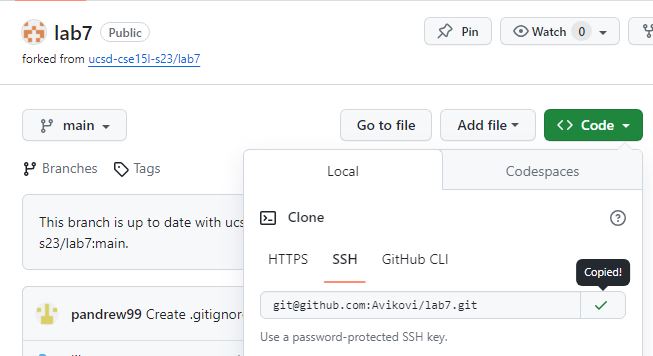 lab7 Public
Pin
Watch 0
forked from ucsd-cse15l-s23/lab7
main
Go to file
Add file
<> Code
Branches
Tags
Local
Codespaces
This branch is up to date with ucs
s23/lab7:main.
Clone
?
HTTPS
SSH
GitHub CLI
Copied!
git@github.com:Avikovi/lab7.git
pandrew99 Create .gitignor
Use a password-protected SSH key.